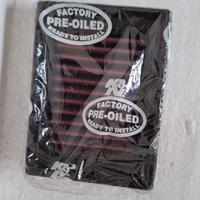 FACTORY
PRE-OILED
READY TO INSTALL
K&N
FACTORY
PRE-OILED
READY TO INSTALL
K&N